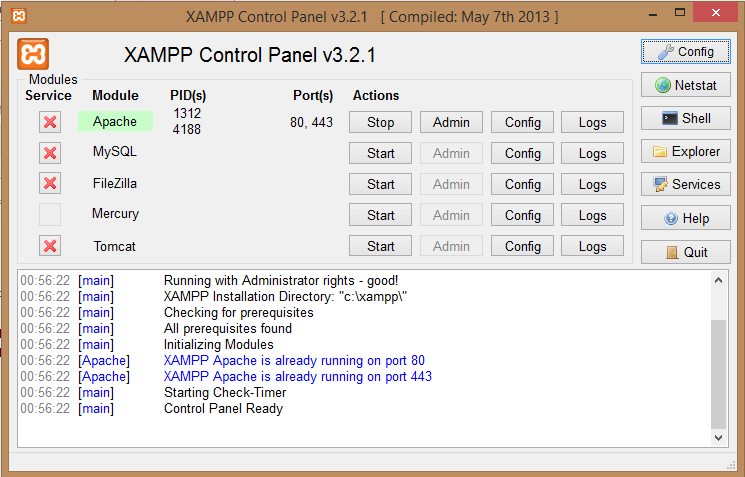 XAMPP Control Panel v3.2.1 [ Compiled: May 7th 2013 ]
XAMPP Control Panel v3.2.1
Config
Modules
Service Module PID(s) Port(s) Actions
Netstat
Apache 1312 4188 80, 443 Stop Admin Config Logs
Shell
MySQL Start Admin Config Logs
Explorer
FileZilla Start Admin Config Logs
Services
Mercury Start Admin Config Logs
Help
Tomcat Start Admin Config Logs
Quit
00:56:22 [main] Running with Administrator rights - good!
00:56:22 [main] XAMPP Installation Directory: "c:\xampp\"
00:56:22 [main] Checking for prerequisites
00:56:22 [main] All prerequisites found
00:56:22 [main] Initializing Modules
00:56:22 [Apache] XAMPP Apache is already running on port 80
00:56:22 [Apache] XAMPP Apache is already running on port 443
00:56:22 [main] Starting Check-Timer
00:56:22 [main] Control Panel Ready